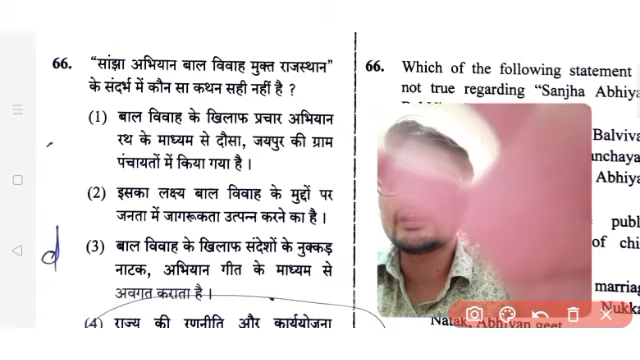 66. “सांझा अभियान बाल विवाह मुक्त राजस्थान”
के संदर्भ में कौन सा कथन सही नहीं है ?
(1) बाल विवाह के खिलाफ प्रचार अभियान
रथ के माध्यम से दौसा, जयपुर की ग्राम
पंचायतों में किया गया है ।
(2) इसका लक्ष्य बाल विवाह के मुद्दों पर
जनता में जागरूकता उत्पन्न करने का है ।
(3) बाल विवाह के खिलाफ संदेशों के नुक्कड़
नाटक, अभियान गीत के माध्यम से
अवगत कराता है ।
(4) राज्य की रणनीति और कार्ययोजना
66. Which of the following statement
not true regarding “Sanjha Abhiya
Balviva
anchaya
Abhiya
publ
of chi
marriag
Nukka
Natak, Abhiyan geet